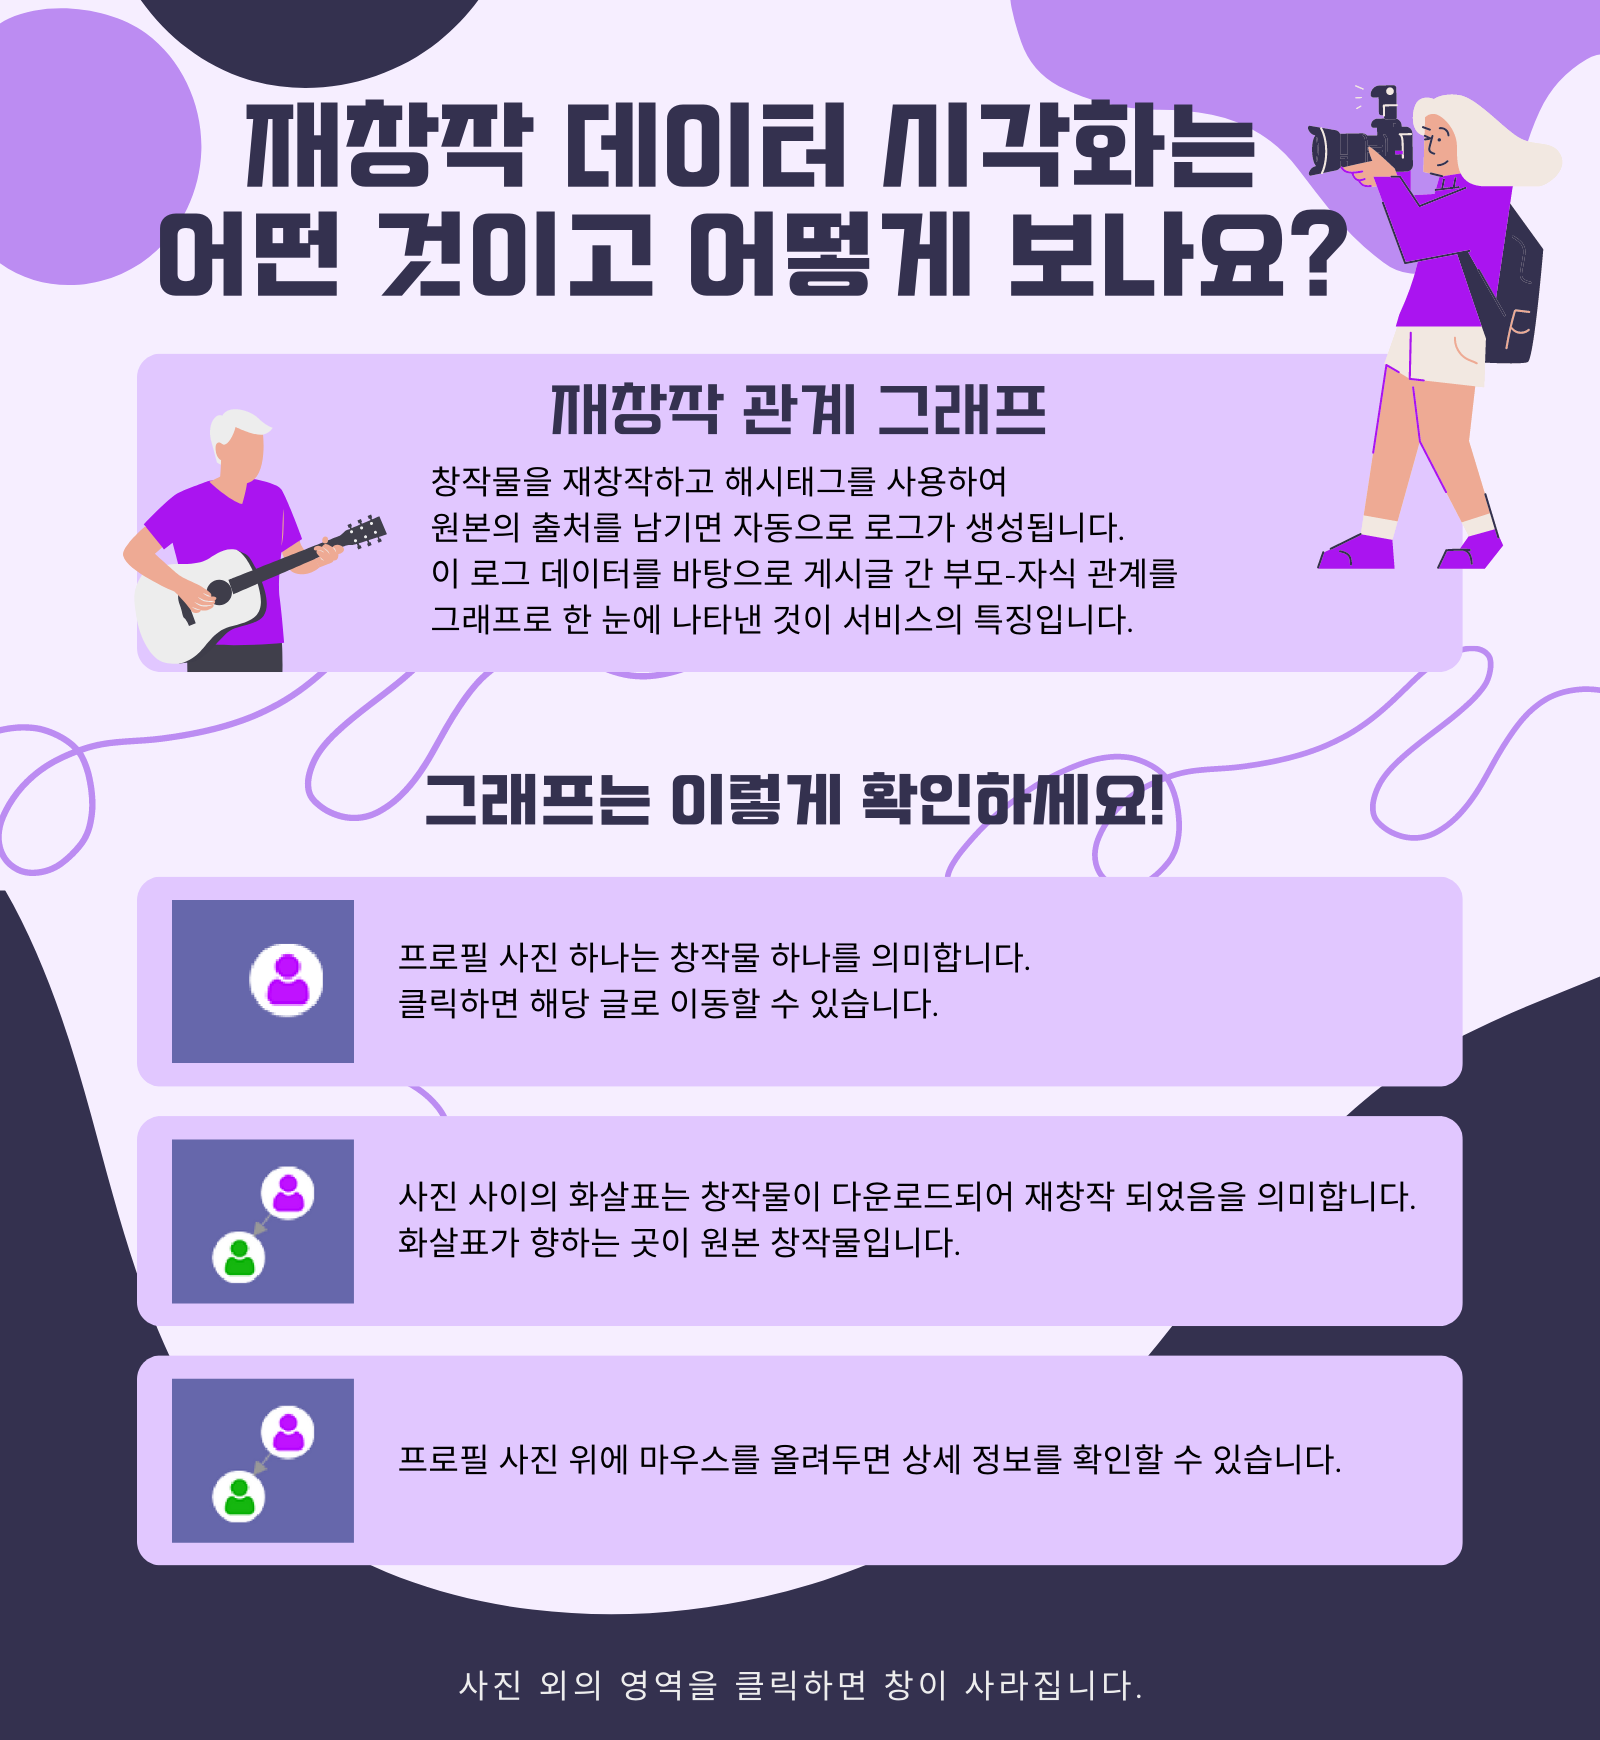 재창작 데이터 시각화는
어떤 것이고 어떻게 보나요?
재창작 관계 그래프
창작물을 재창작하고 해시태그를 사용하여
원본의 출처를 남기면 자동으로 로그가 생성됩니다.
이 로그 데이터를 바탕으로 게시글 간 부모-자식 관계를
그래프로 한 눈에 나타낸 것이 서비스의 특징입니다.
그래프는 이렇게 확인하세요!
프로필 사진 하나는 창작물 하나를 의미합니다.
클릭하면 해당 글로 이동할 수 있습니다.
사진 사이의 화살표는 창작물이 다운로드되어 재창작 되었음을 의미합니다.
화살표가 향하는 곳이 원본 창작물입니다.
프로필 사진 위에 마우스를 올려두면 상세 정보를 확인할 수 있습니다.
사진 외의 영역을 클릭하면 창이 사라집니다.